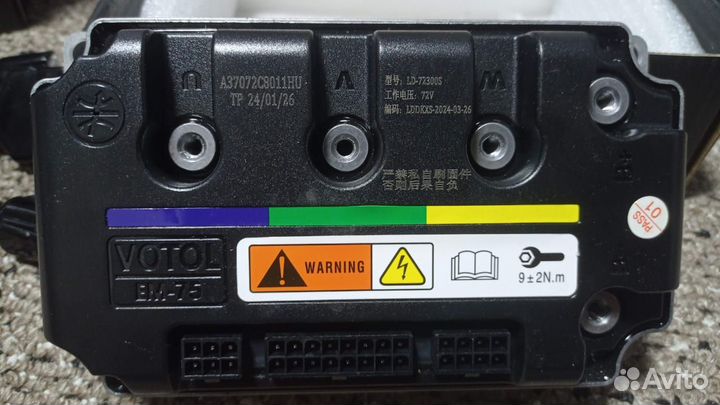 U
V
W
A37072C8011HU
TP 24/01/26
型号: LD-72300S
工作电压: 72V
编码: LDDKXS-2024-03-26
严禁私自刷固件
否则后果自负
PASS
01
VOTOL
EM-75
WARNING
9±2N.m
Avito